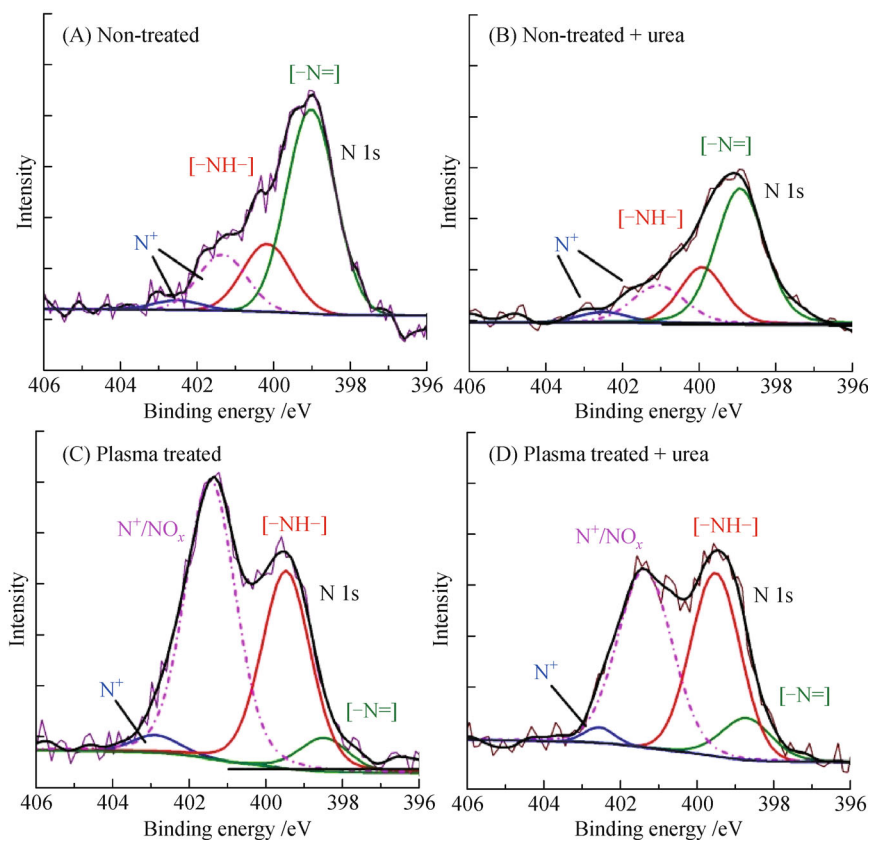 (A) Non-treated
[–N=]
[–NH–]
N 1s
N⁺
Intensity
406 404 402 400 398 396
Binding energy /eV
(B) Non-treated + urea
[–N=]
[–NH–]
N 1s
N⁺
Intensity
406 404 402 400 398 396
Binding energy /eV
(C) Plasma treated
N⁺/NOₓ
[–NH–]
N 1s
N⁺
[–N=]
Intensity
406 404 402 400 398 396
Binding energy /eV
(D) Plasma treated + urea
N⁺/NOₓ
[–NH–]
N 1s
N⁺
[–N=]
Intensity
406 404 402 400 398 396
Binding energy /eV